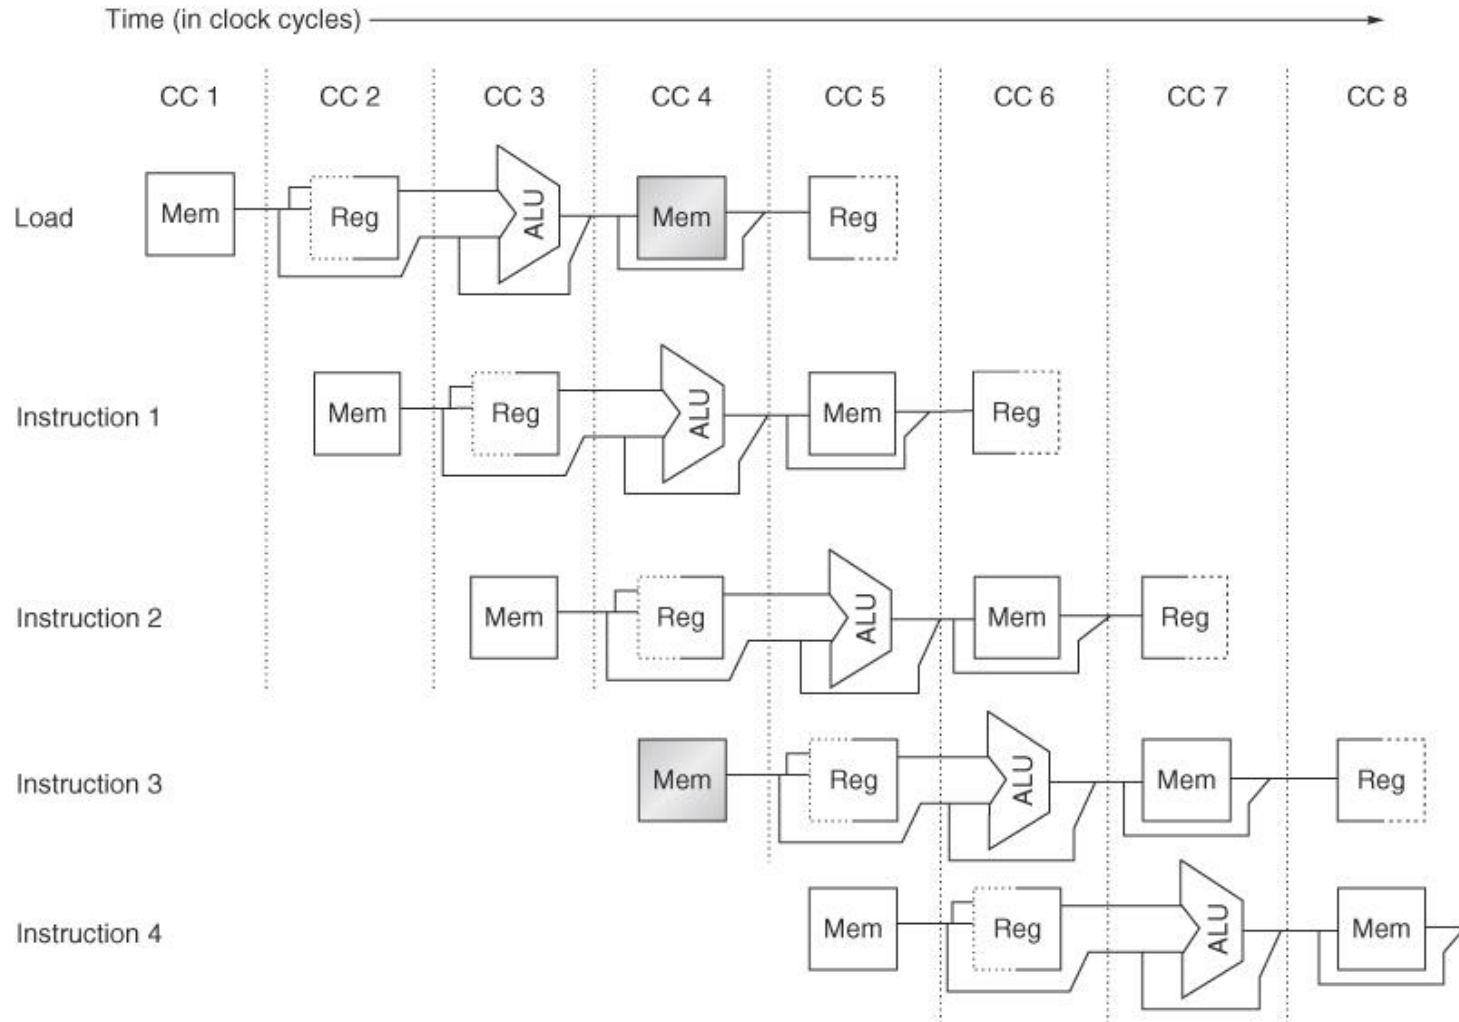 Time (in clock cycles)
CC 1 CC 2 CC 3 CC 4 CC 5 CC 6 CC 7 CC 8
Load Mem Reg ALU Mem Reg
Instruction 1 Mem Reg ALU Mem Reg
Instruction 2 Mem Reg ALU Mem Reg
Instruction 3 Mem Reg ALU Mem Reg
Instruction 4 Mem Reg ALU Mem